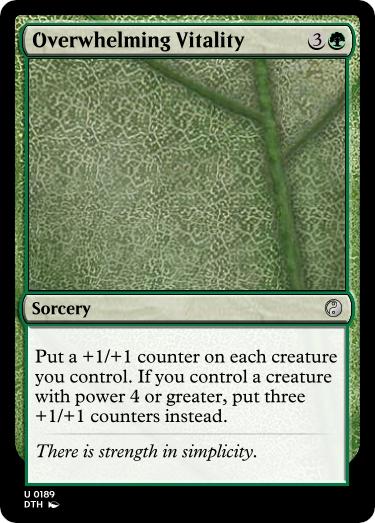 Overwhelming Vitality 3
Sorcery
Put a +1/+1 counter on each creature
you control. If you control a creature
with power 4 or greater, put three
+1/+1 counters instead.
There is strength in simplicity.
U 0189
DTH